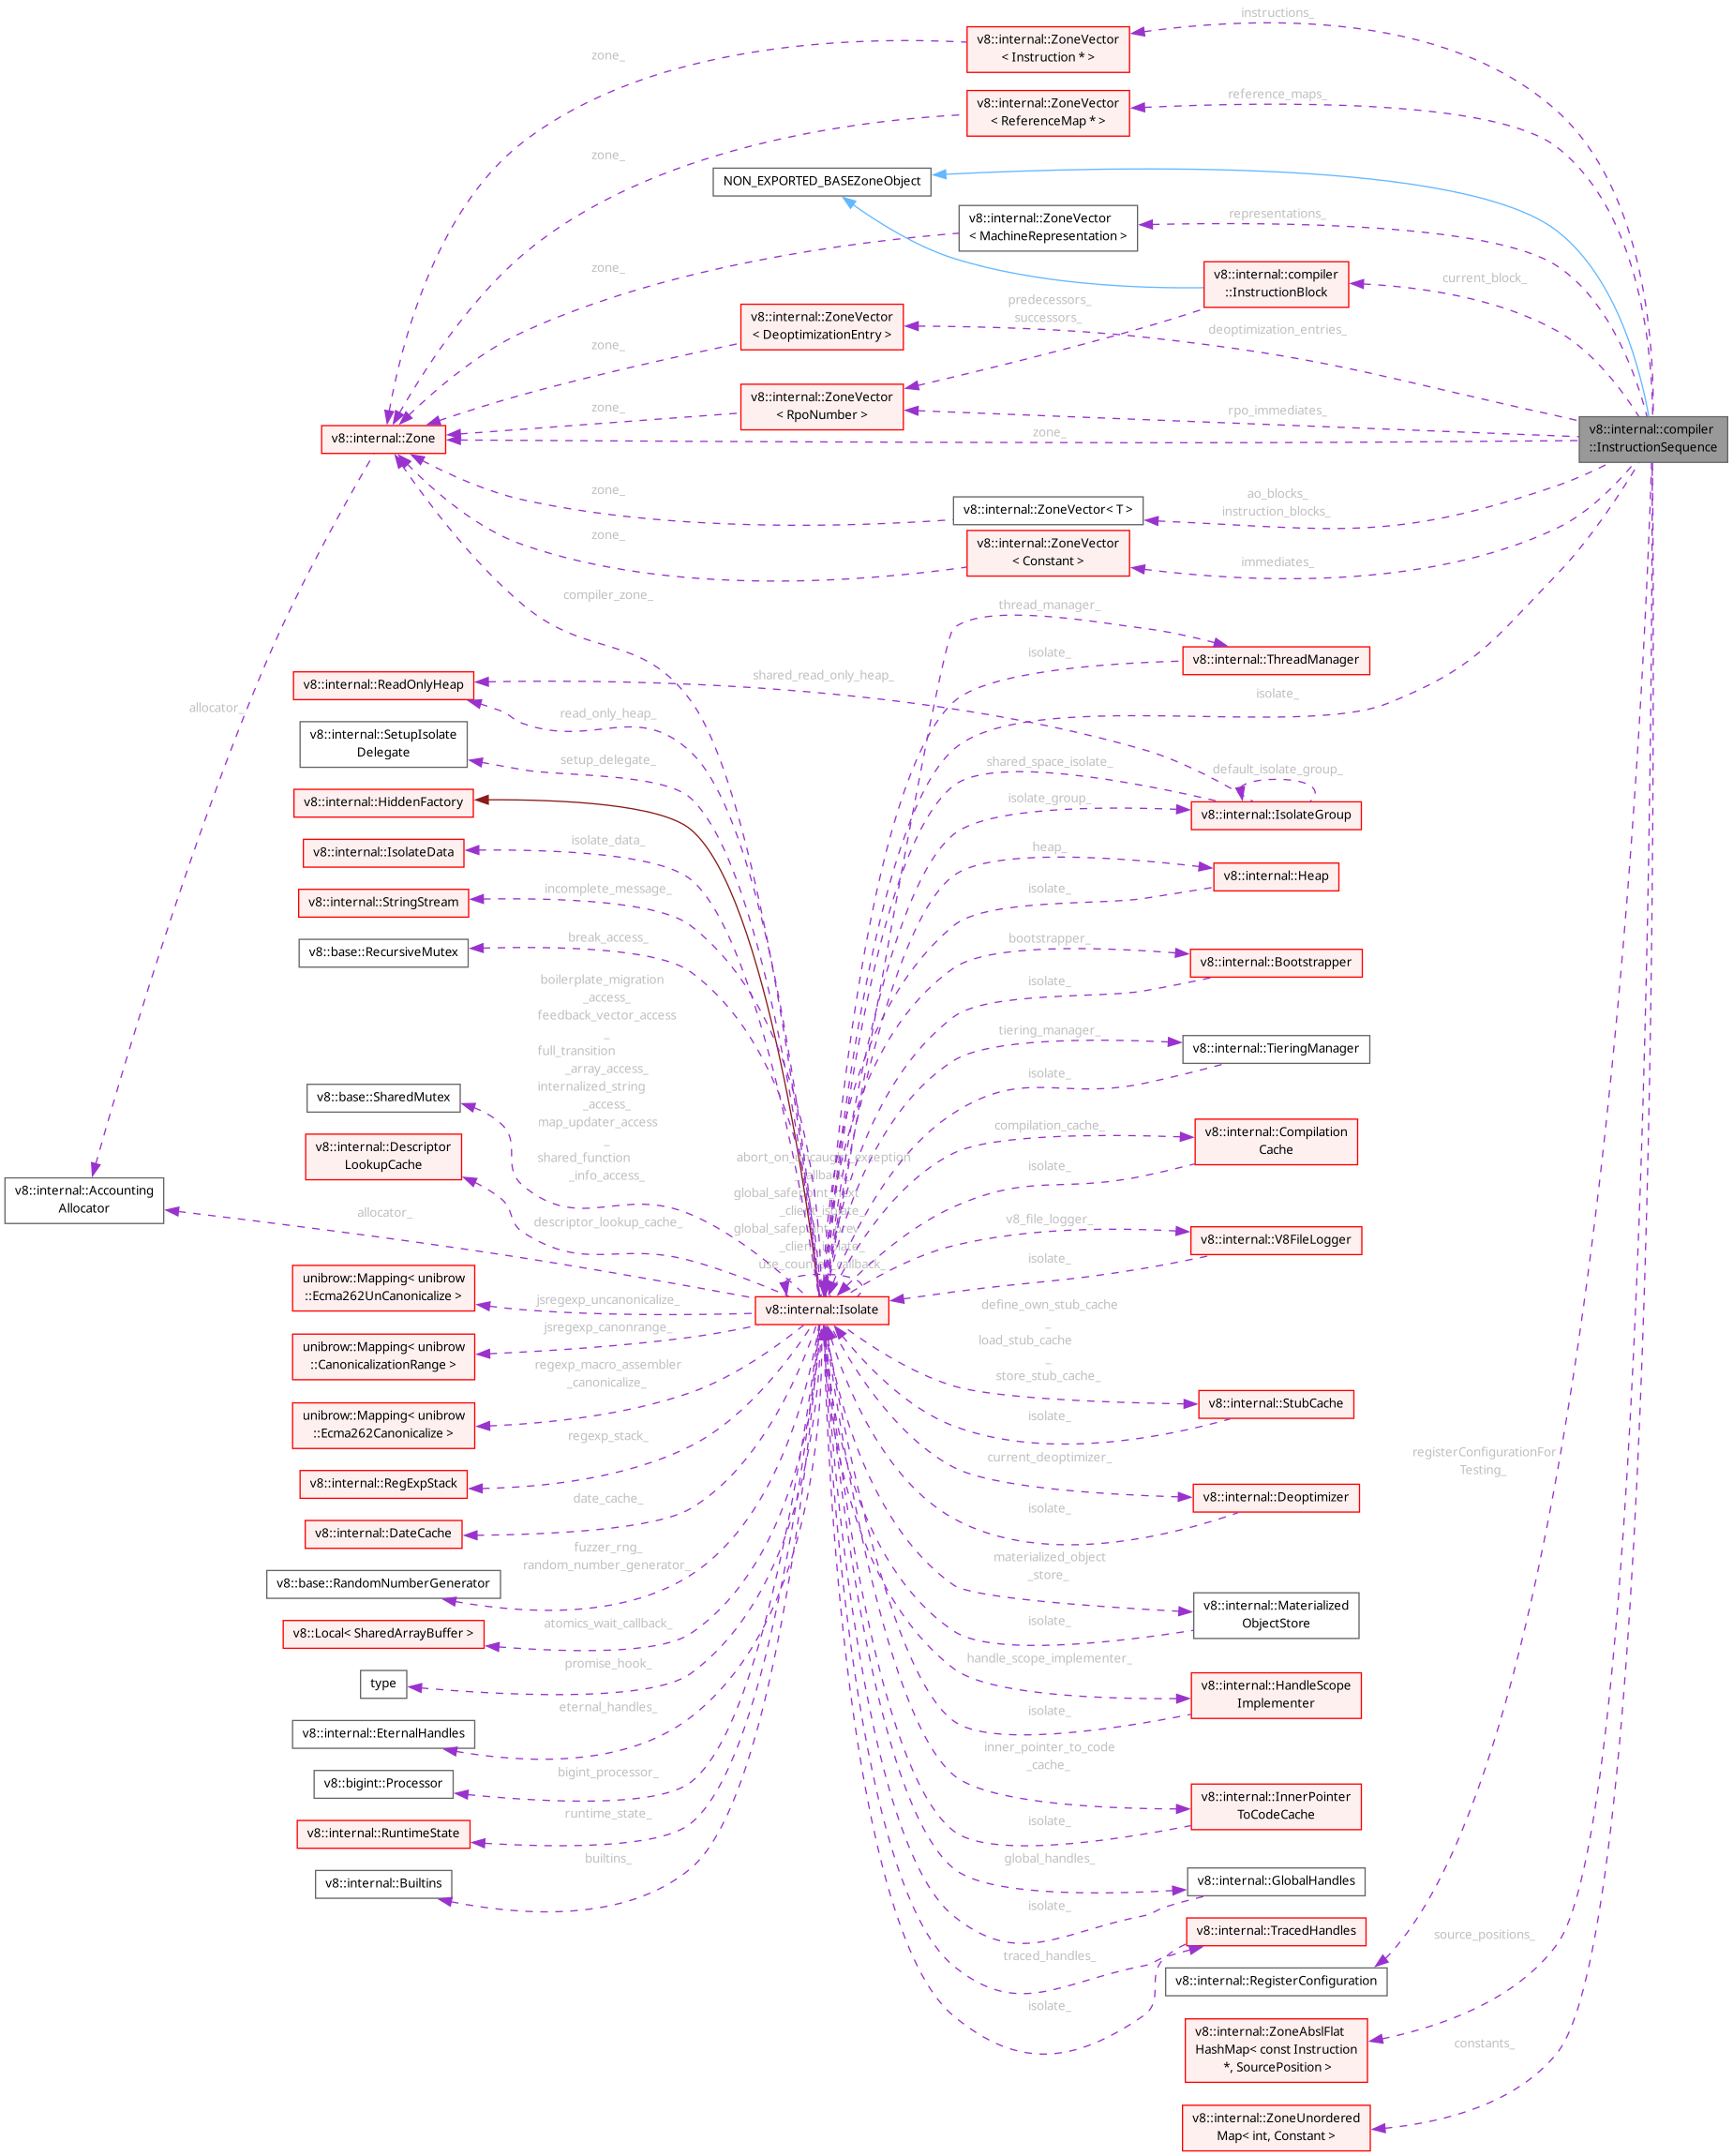 instructions_
v8::internal::ZoneVector
< Instruction * >
zone_
reference_maps_
v8::internal::ZoneVector
< ReferenceMap * >
zone_
NON_EXPORTED_BASEZoneObject
representations_
v8::internal::ZoneVector
< MachineRepresentation >
zone_
current_block_
v8::internal::compiler
::InstructionBlock
predecessors_
successors_
v8::internal::ZoneVector
< DeoptimizationEntry >
deoptimization_entries_
zone_
v8::internal::ZoneVector
< RpoNumber >
zone_
rpo_immediates_
v8::internal::Zone
zone_
v8::internal::compiler
::InstructionSequence
zone_
v8::internal::ZoneVector< T >
ao_blocks_
instruction_blocks_
zone_
v8::internal::ZoneVector
< Constant >
immediates_
compiler_zone_
thread_manager_
isolate_
v8::internal::ThreadManager
shared_read_only_heap_
isolate_
v8::internal::ReadOnlyHeap
allocator_
read_only_heap_
v8::internal::SetupIsolate
Delegate
setup_delegate_
shared_space_isolate_
default_isolate_group_
v8::internal::HiddenFactory
isolate_group_
v8::internal::IsolateGroup
v8::internal::IsolateData
isolate_data_
heap_
v8::internal::Heap
v8::internal::StringStream
incomplete_message_
isolate_
v8::base::RecursiveMutex
break_access_
bootstrapper_
v8::internal::Bootstrapper
isolate_
boilerplate_migration
_access_
feedback_vector_access
_
full_transition
_array_access_
internalized_string
_access_
map_updater_access
_
shared_function
_info_access_
tiering_manager_
v8::internal::TieringManager
isolate_
v8::base::SharedMutex
compilation_cache_
v8::internal::Compilation
Cache
isolate_
v8::internal::Descriptor
LookupCache
descriptor_lookup_cache_
v8::internal::Accounting
Allocator
allocator_
global_safepoint_next
_client_isolate_
global_safepoint_prev
_client_isolate_
use_counter_callback_
v8_file_logger_
v8::internal::V8FileLogger
isolate_
unibrow::Mapping< unibrow
::Ecma262UnCanonicalize >
jsregexp_uncanonicalize_
v8::internal::Isolate
unibrow::Mapping< unibrow
::CanonicalizationRange >
jsregexp_canonrange_
define_own_stub_cache
_
load_stub_cache
_
store_stub_cache_
v8::internal::StubCache
isolate_
unibrow::Mapping< unibrow
::Ecma262Canonicalize >
regexp_macro_assembler
_canonicalize_
v8::internal::RegExpStack
regexp_stack_
current_deoptimizer_
v8::internal::Deoptimizer
isolate_
registerConfigurationFor
Testing_
v8::internal::DateCache
date_cache_
v8::base::RandomNumberGenerator
fuzzer_rng_
random_number_generator_
materialized_object
_store_
v8::internal::Materialized
ObjectStore
isolate_
v8::Local< SharedArrayBuffer >
atomics_wait_callback_
type
promise_hook_
handle_scope_implementer_
v8::internal::HandleScope
Implementer
isolate_
v8::internal::EternalHandles
eternal_handles_
v8::bigint::Processor
bigint_processor_
inner_pointer_to_code
_cache_
v8::internal::InnerPointer
ToCodeCache
isolate_
v8::internal::RuntimeState
runtime_state_
v8::internal::Builtins
builtins_
global_handles_
v8::internal::GlobalHandles
isolate_
v8::internal::TracedHandles
traced_handles_
source_positions_
v8::internal::RegisterConfiguration
isolate_
v8::internal::ZoneAbslFlat
HashMap< const Instruction
*, SourcePosition >
constants_
v8::internal::ZoneUnordered
Map< int, Constant >